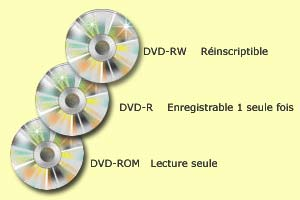 DVD-RW Réinscriptible
DVD-R Enregistrable 1 seule fois
DVD-ROM Lecture seule